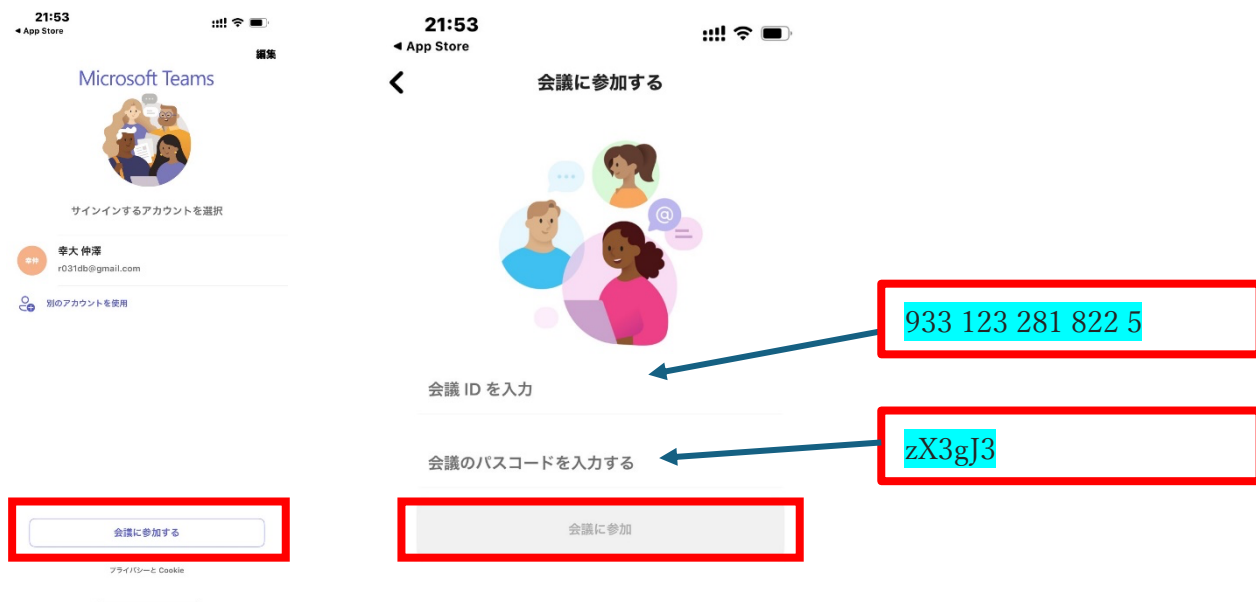 21:53
◀ App Store
編集
Microsoft Teams
サインインするアカウントを選択
幸大 仲澤
r031db@gmail.com
別のアカウントを使用
会議に参加する
プライバシーと Cookie
21:53
◀ App Store
会議に参加する
@
会議 ID を入力
会議のパスコードを入力する
会議に参加
933 123 281 822 5
zX3gJ3